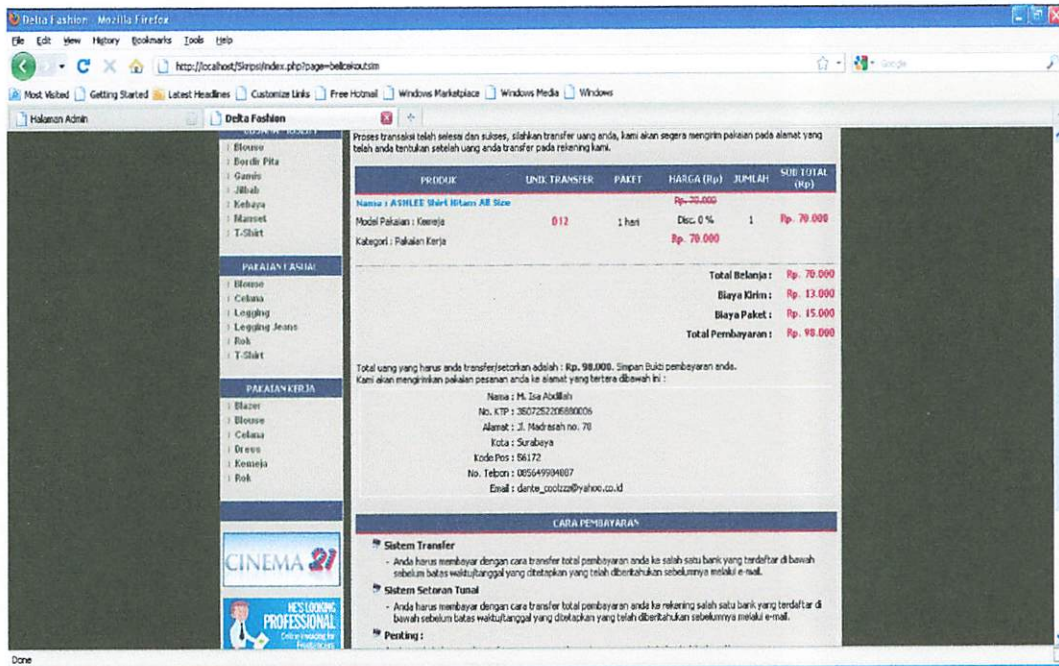 Delta Fashion - Mozilla Firefox
File Edit View History Bookmarks Tools Help
http://localhost/Skripsi/index.php?page=
Google
Most Visited Getting Started Latest Headlines Customize Links Free Hotmail Windows Marketplace Windows Media Windows
Halaman Admin Delta Fashion
Blouse
Bordir Pita
Gamis
Jilbab
Kebaya
Manset
T-Shirt
PAKAIAN CASUAL
Blouse
Celana
Legging
Legging Jeans
Rok
T-Shirt
PAKAIAN KERJA
Blazer
Blouse
Celana
Dress
Kemeja
Rok
CINEMA 21
HE'S LOOKING
PROFESSIONAL
Online Invoicing for
Freelancers
Proses transaksi telah selesai dan sukses, silahkan transfer uang anda, kami akan segera mengirim pakaian pada alamat yang
telah anda tentukan setelah uang anda transfer pada rekening kami.
PRODUK UNIK TRANSFER PAKET HARGA (Rp) JUMLAH SUB TOTAL (Rp)
Nama : ASHLEE Shirt Hitam All Size Rp. 70.000
Model Pakaian : Kemeja 012 1 hari Disc. 0 % 1 Rp. 70.000
Kategori : Pakaian Kerja Rp. 70.000
Total Belanja : Rp. 70.000
Biaya Kirim : Rp. 13.000
Biaya Paket : Rp. 15.000
Total Pembayaran : Rp. 98.000
Total uang yang harus anda transfer/setorkan adalah : Rp. 98.000. Simpan Bukti pembayaran anda.
Kami akan mengirimkan pakaian pesanan anda ke alamat yang tertera dibawah ini :
Nama : M. Isa Abdillah
No. KTP : 3507252205880006
Alamat : Jl. Madrasah no. 78
Kota : Surabaya
Kode Pos : 56172
No. Telpon : 085649984887
Email : dante_coolzzz@yahoo.co.id
CARA PEMBAYARAN
Sistem Transfer
- Anda harus membayar dengan cara transfer total pembayaran anda ke salah satu bank yang terdaftar di bawah
sebelum batas waktu/tanggal yang ditetapkan yang telah diberitahukan sebelumnya melalui e-mail.
Sistem Setoran Tunai
- Anda harus membayar dengan cara transfer total pembayaran anda ke rekening salah satu bank yang terdaftar di
bawah sebelum batas waktu/tanggal yang ditetapkan yang telah diberitahukan sebelumnya melalui e-mail.
Penting :
Done